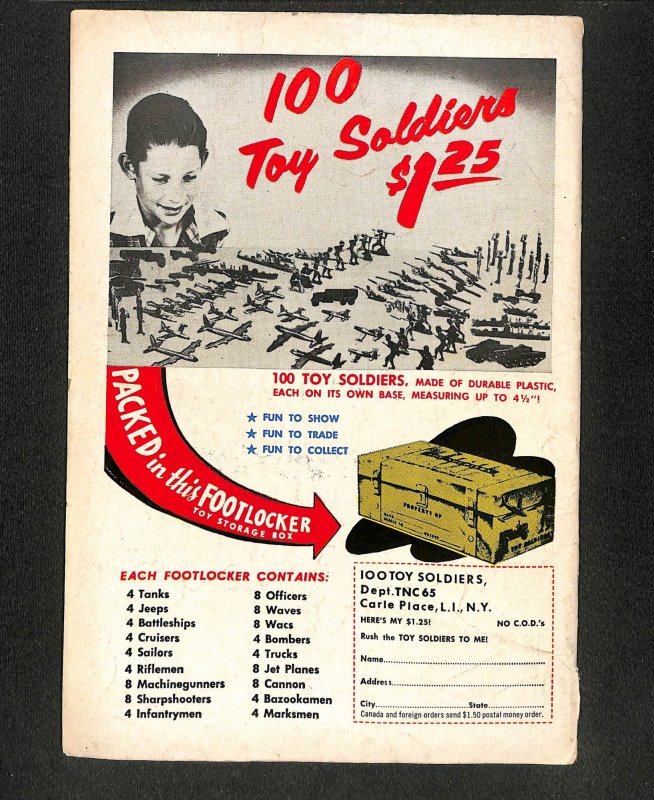 100
Toy Soldiers
$1.25
100 TOY SOLDIERS, MADE OF DURABLE PLASTIC,
EACH ON ITS OWN BASE, MEASURING UP TO 4½"!
★ FUN TO SHOW
★ FUN TO TRADE
★ FUN TO COLLECT
PACKED in this FOOTLOCKER
TOY STORAGE BOX
PROPERTY OF
EACH FOOTLOCKER CONTAINS:
4 Tanks
4 Jeeps
4 Battleships
4 Cruisers
4 Sailors
4 Riflemen
8 Machinegunners
8 Sharpshooters
4 Infantrymen
8 Officers
8 Waves
8 Wacs
4 Bombers
4 Trucks
8 Jet Planes
8 Cannon
4 Bazookamen
4 Marksmen
100 TOY SOLDIERS,
Dept. TNC 65
Carle Place, L.I., N.Y.
HERE'S MY $1.25! NO C.O.D.'s
Rush the TOY SOLDIERS TO ME!
Name
Address
City State
Canada and foreign orders send $1.50 postal money order.